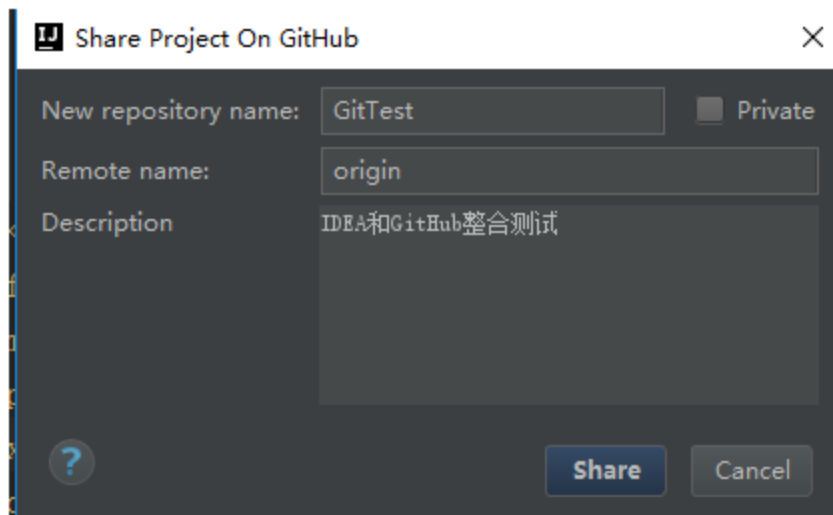 IJ Share Project On GitHub
New repository name: GitTest Private
Remote name: origin
Description IDEA和GitHub整合测试
? Share Cancel